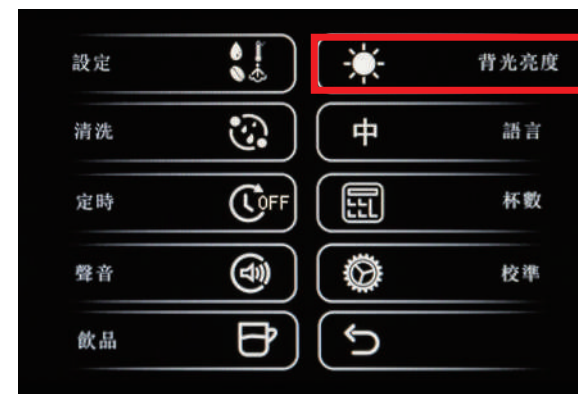 設定
背光亮度
清洗
中
語言
定時
OFF
杯數
聲音
校準
飲品